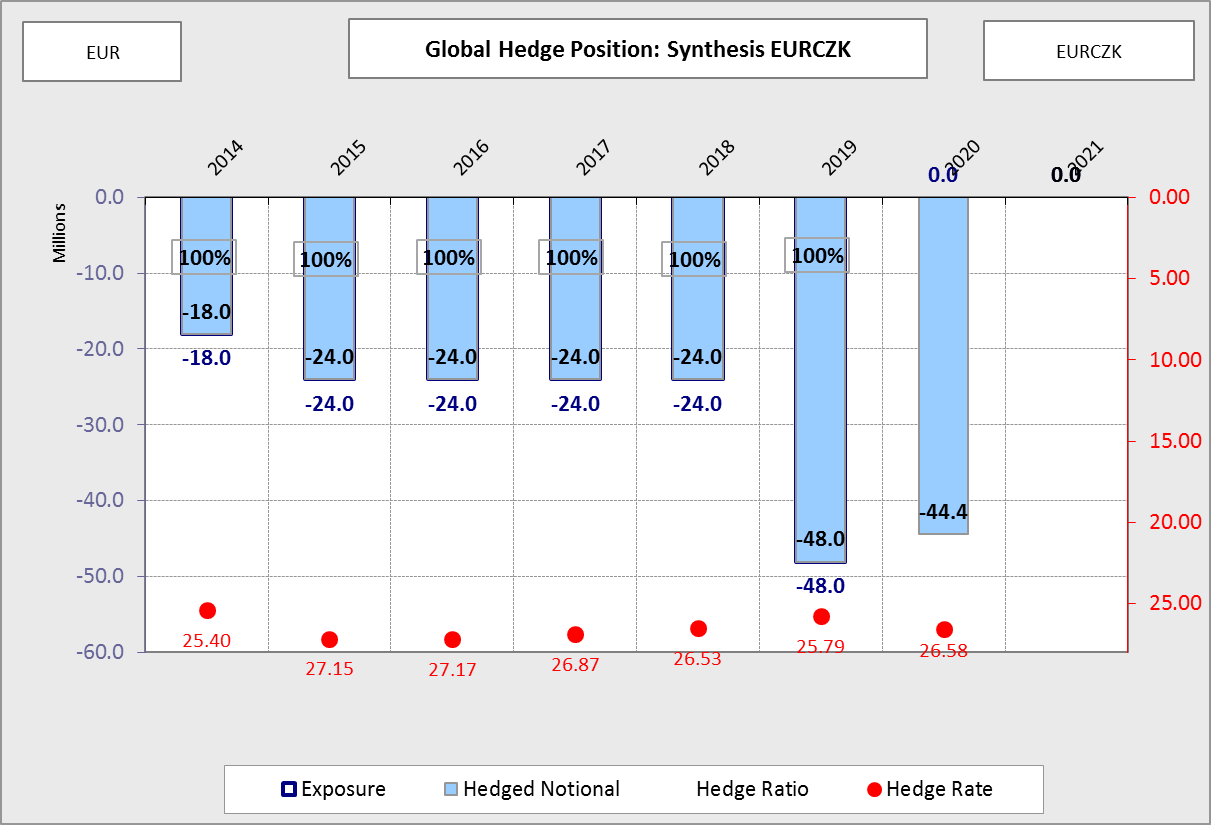 EUR
Global Hedge Position: Synthesis EURCZK
EURCZK
2014 2015 2016 2017 2018 2019 2020 2021
0.0 0.0
Millions
0.0 0.00
100% 100% 100% 100% 100% 100%
-10.0 5.00
-18.0
-20.0 10.00
-18.0 -24.0 -24.0 -24.0 -24.0
-24.0 -24.0 -24.0 -24.0
-30.0 15.00
-40.0 20.00
-44.4
-48.0
-50.0 25.00
-48.0
25.40 27.15 27.17 26.87 26.53 25.79 26.58
-60.0
Exposure Hedged Notional Hedge Ratio Hedge Rate